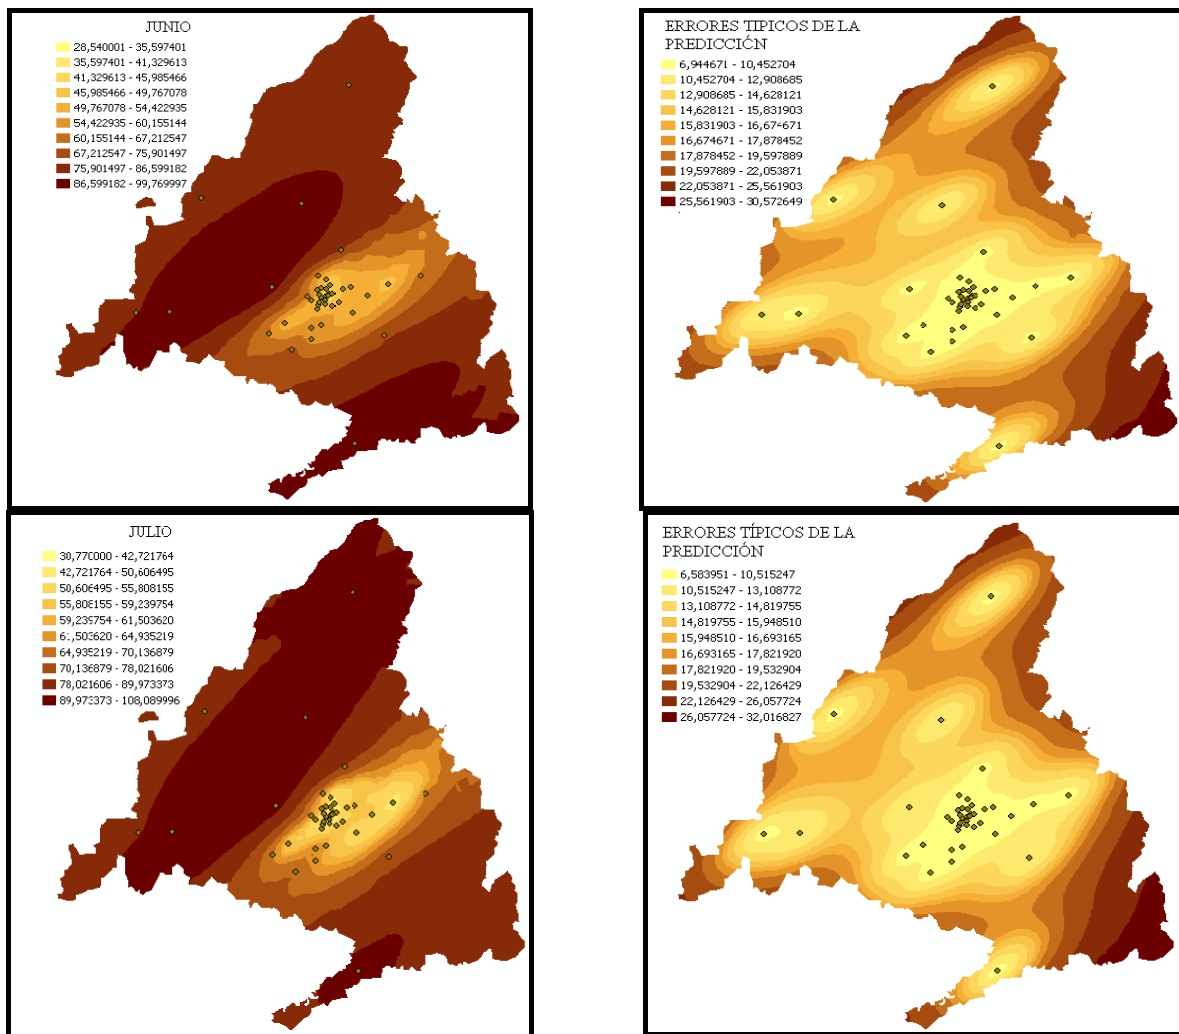 JUNIO
28,540001 - 35,597401
35,597401 - 41,329613
41,329613 - 45,985466
45,985466 - 49,767078
49,767078 - 54,422935
54,422935 - 60,155144
60,155144 - 67,212547
67,212547 - 75,901497
75,901497 - 86,599182
86,599182 - 99,769997
ERRORES TÍPICOS DE LA
PREDICCIÓN
6,944671 - 10,452704
10,452704 - 12,908685
12,908685 - 14,628121
14,628121 - 15,831903
15,831903 - 16,674671
16,674671 - 17,878452
17,878452 - 19,597889
19,597889 - 22,053871
22,053871 - 25,561903
25,561903 - 30,572649
JULIO
30,770000 - 42,721764
42,721764 - 50,606495
50,606495 - 55,808155
55,808155 - 59,239754
59,239754 - 61,503620
61,503620 - 64,935219
64,935219 - 70,136879
70,136879 - 78,021606
78,021606 - 89,973373
89,973373 - 108,089996
ERRORES TÍPICOS DE LA
PREDICCIÓN
6,583951 - 10,515247
10,515247 - 13,108772
13,108772 - 14,819755
14,819755 - 15,948510
15,948510 - 16,693165
16,693165 - 17,821920
17,821920 - 19,532904
19,532904 - 22,126429
22,126429 - 26,057724
26,057724 - 32,016827